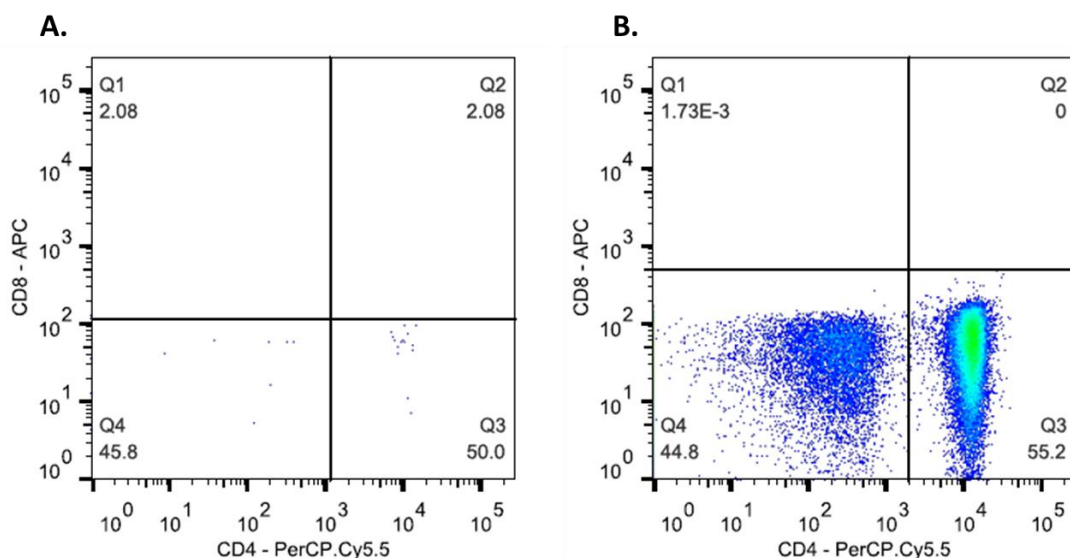 A.
B.
Q1
2.08
Q2
2.08
Q4
45.8
Q3
50.0
10^5
10^4
10^3
10^2
10^1
10^0
CD8 - APC
10^0 10^1 10^2 10^3 10^4 10^5
CD4 - PerCP.Cy5.5
Q1
1.73E-3
Q2
0
Q4
44.8
Q3
55.2
10^5
10^4
10^3
10^2
10^1
10^0
CD8 - APC
10^0 10^1 10^2 10^3 10^4 10^5
CD4 - PerCP.Cy5.5